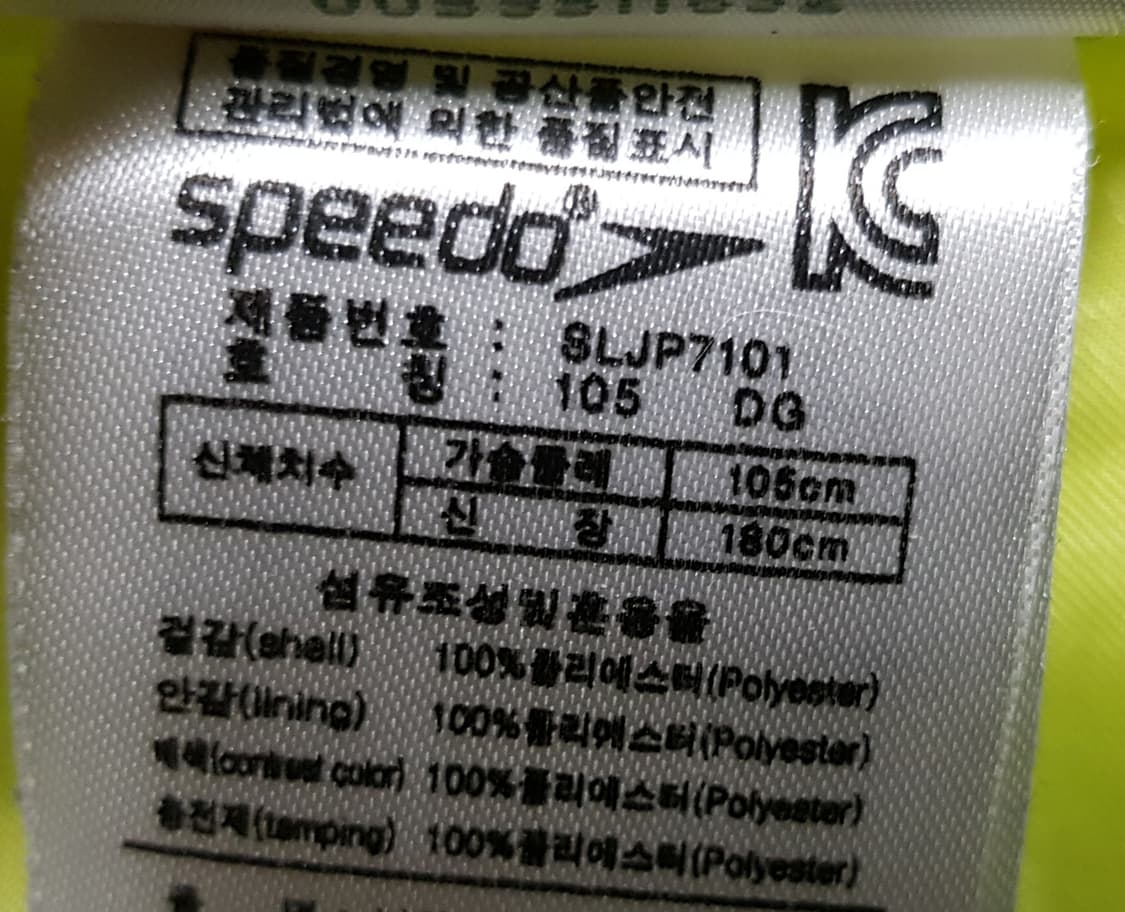 품질경영 및 공산품안전
관리법에 의한 품질표시
speedo®
제품번호 : SLJP7101
호 칭 : 105 DG
신체치수 가슴둘레 105cm
신 장 180cm
섬유조성및혼용율
겉감(shell) 100%폴리에스터(Polyester)
안감(lining) 100%폴리에스터(Polyester)
배색(contrast color) 100%폴리에스터(Polyester)
충전제(tamping) 100%폴리에스터(Polyester)